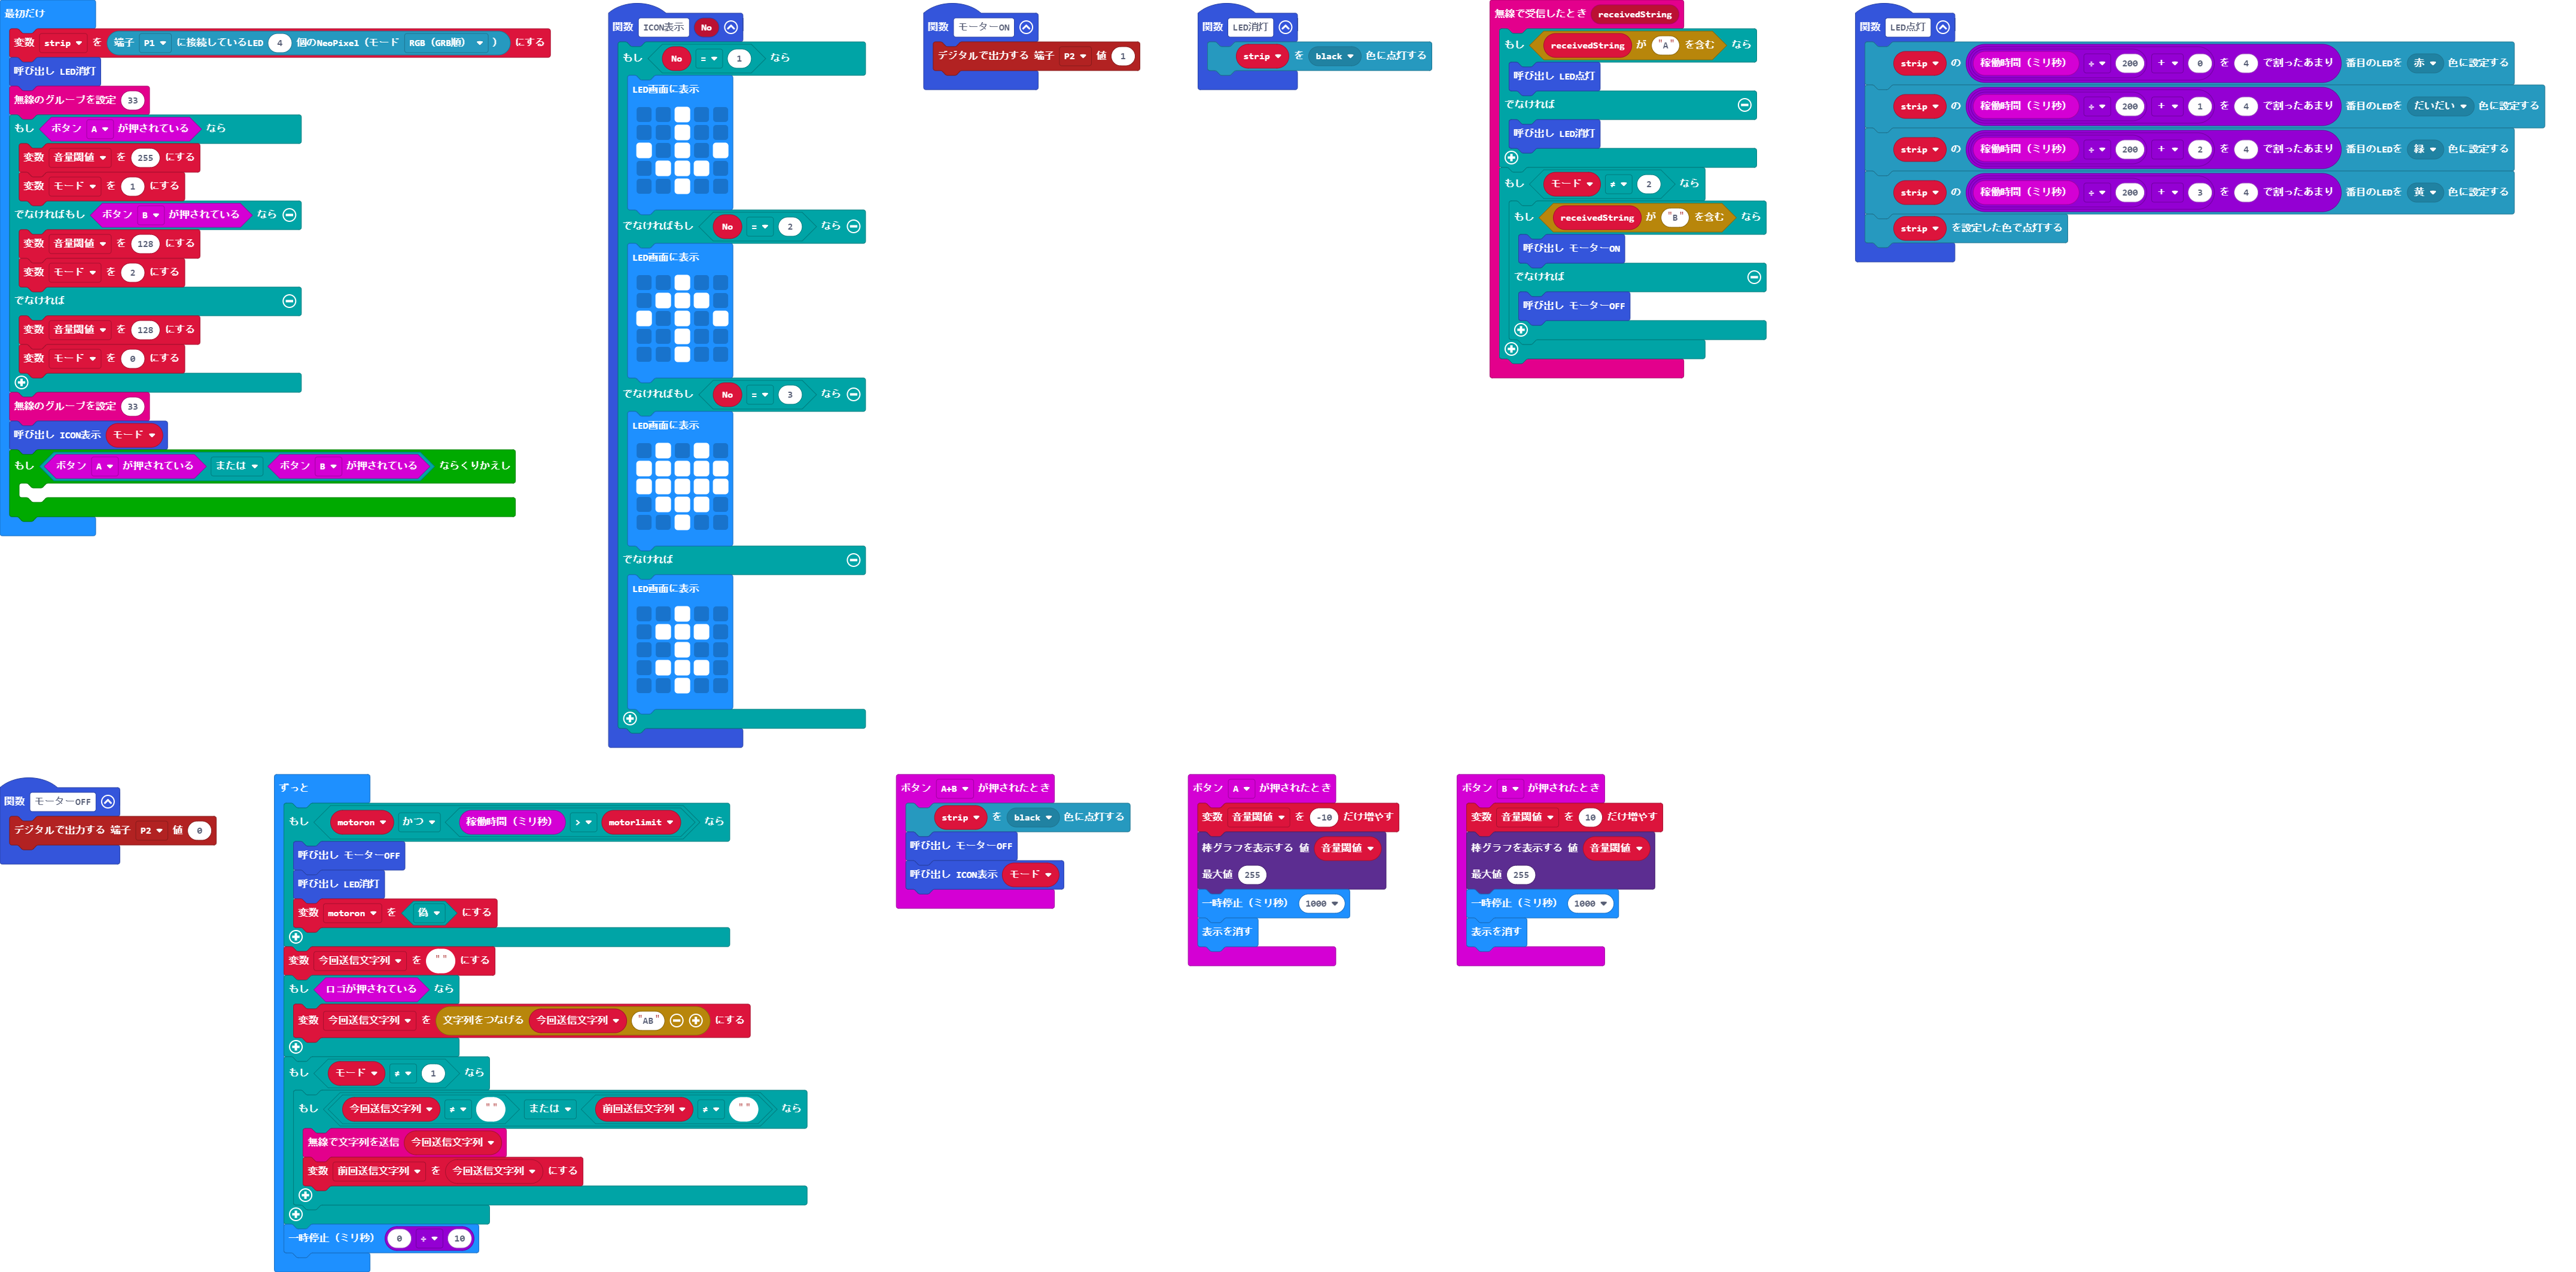 最初だけ
変数 strip を 端子 P1 に接続しているLED 4 個のNeoPixel（モード RGB（GRB順） ） にする
呼び出し LED消灯
無線のグループを設定 33
もし ボタン A が押されている なら
変数 音量閾値 を 255 にする
変数 モード を 1 にする
でなければもし ボタン B が押されている なら
変数 音量閾値 を 128 にする
変数 モード を 2 にする
でなければ
変数 音量閾値 を 128 にする
変数 モード を 0 にする
無線のグループを設定 33
呼び出し ICON表示 モード
もし ボタン A が押されている または ボタン B が押されている ならくりかえし
関数 ICON表示 No
もし No = 1 なら
LED画面に表示
でなければもし No = 2 なら
LED画面に表示
でなければもし No = 3 なら
LED画面に表示
でなければ
LED画面に表示
関数 モーターON
デジタルで出力する 端子 P2 値 1
関数 LED消灯
strip を black 色に点灯する
無線で受信したとき receivedString
もし receivedString が "A" を含む なら
呼び出し LED点灯
でなければ
呼び出し LED消灯
もし モード ≠ 2 なら
もし receivedString が "B" を含む なら
呼び出し モーターON
でなければ
呼び出し モーターOFF
関数 LED点灯
strip の 稼働時間（ミリ秒） ÷ 200 + 0 を 4 で割ったあまり 番目のLEDを 赤 色に設定する
strip の 稼働時間（ミリ秒） ÷ 200 + 1 を 4 で割ったあまり 番目のLEDを だいだい 色に設定する
strip の 稼働時間（ミリ秒） ÷ 200 + 2 を 4 で割ったあまり 番目のLEDを 緑 色に設定する
strip の 稼働時間（ミリ秒） ÷ 200 + 3 を 4 で割ったあまり 番目のLEDを 黄 色に設定する
strip を設定した色で点灯する
関数 モーターOFF
デジタルで出力する 端子 P2 値 0
ずっと
もし motoron かつ 稼働時間（ミリ秒） > motorlimit なら
呼び出し モーターOFF
呼び出し LED消灯
変数 motoron を 偽 にする
変数 今回送信文字列 を "" にする
もし ロゴが押されている なら
変数 今回送信文字列 を 文字列をつなげる 今回送信文字列 "AB" にする
もし モード ≠ 1 なら
もし 今回送信文字列 ≠ "" または 前回送信文字列 ≠ "" なら
無線で文字列を送信 今回送信文字列
変数 前回送信文字列 を 今回送信文字列 にする
一時停止（ミリ秒） 0 ÷ 10
ボタン A+B が押されたとき
strip を black 色に点灯する
呼び出し モーターOFF
呼び出し ICON表示 モード
ボタン A が押されたとき
変数 音量閾値 を -10 だけ増やす
棒グラフを表示する 値 音量閾値
最大値 255
一時停止（ミリ秒） 1000
表示を消す
ボタン B が押されたとき
変数 音量閾値 を 10 だけ増やす
棒グラフを表示する 値 音量閾値
最大値 255
一時停止（ミリ秒） 1000
表示を消す